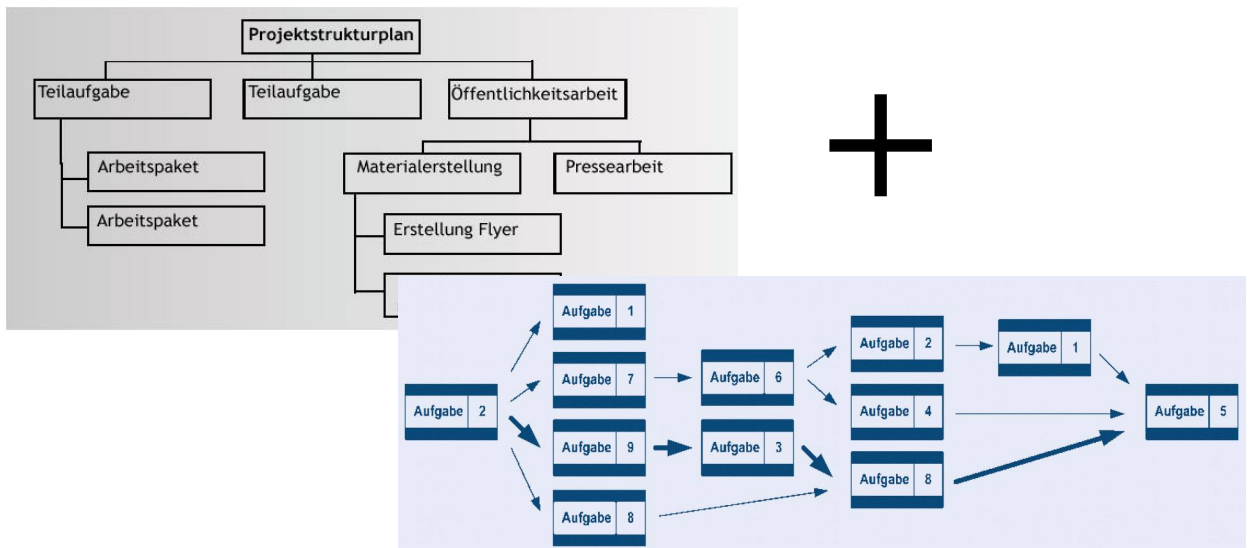 Projektstrukturplan
Teilaufgabe
Teilaufgabe
Öffentlichkeitsarbeit
Arbeitspaket
Materialerstellung
Pressearbeit
Arbeitspaket
Erstellung Flyer
Aufgabe 1
Aufgabe 2
Aufgabe 1
Aufgabe 7
Aufgabe 6
Aufgabe 2
Aufgabe 4
Aufgabe 5
Aufgabe 9
Aufgabe 3
Aufgabe 8
Aufgabe 8